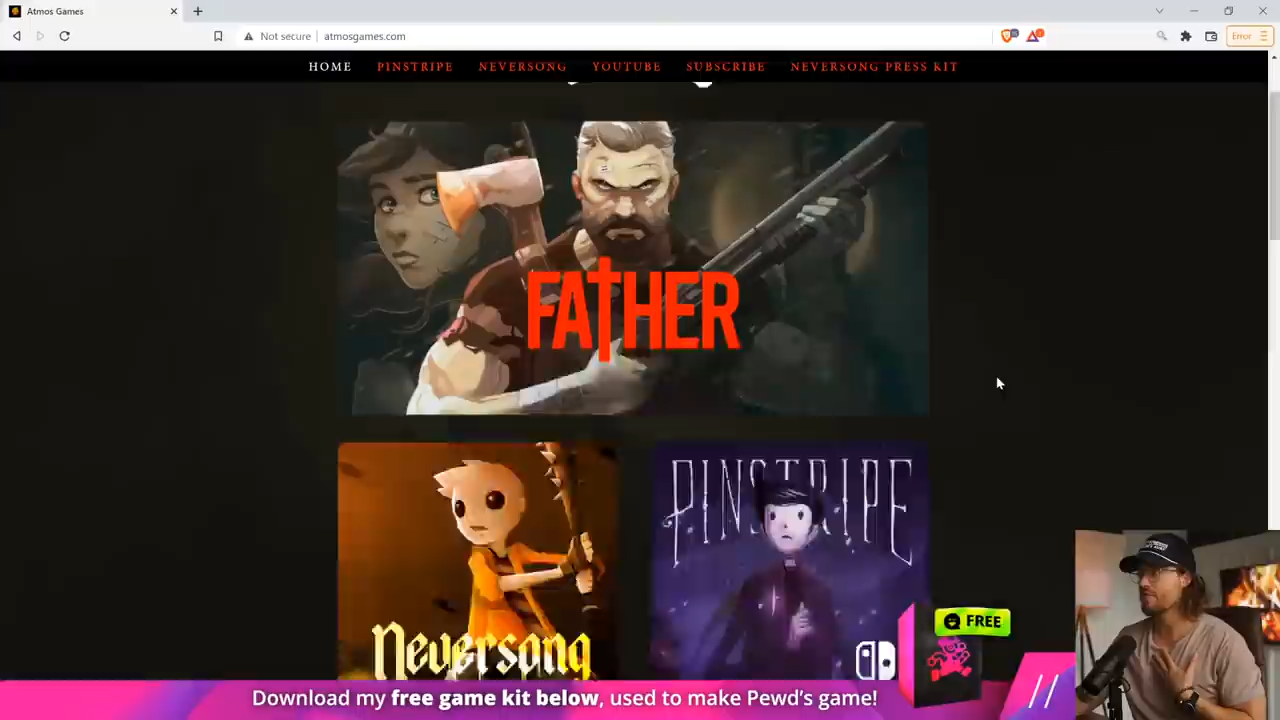 Atmos Games
Not secure atmosgames.com
Error
HOME PINSTRIPE NEVERSONG YOUTUBE SUBSCRIBE NEVERSONG PRESS KIT
FATHER
Neversong
PINSTRIPE
FREE
Download my free game kit below, used to make Pewd's game! //